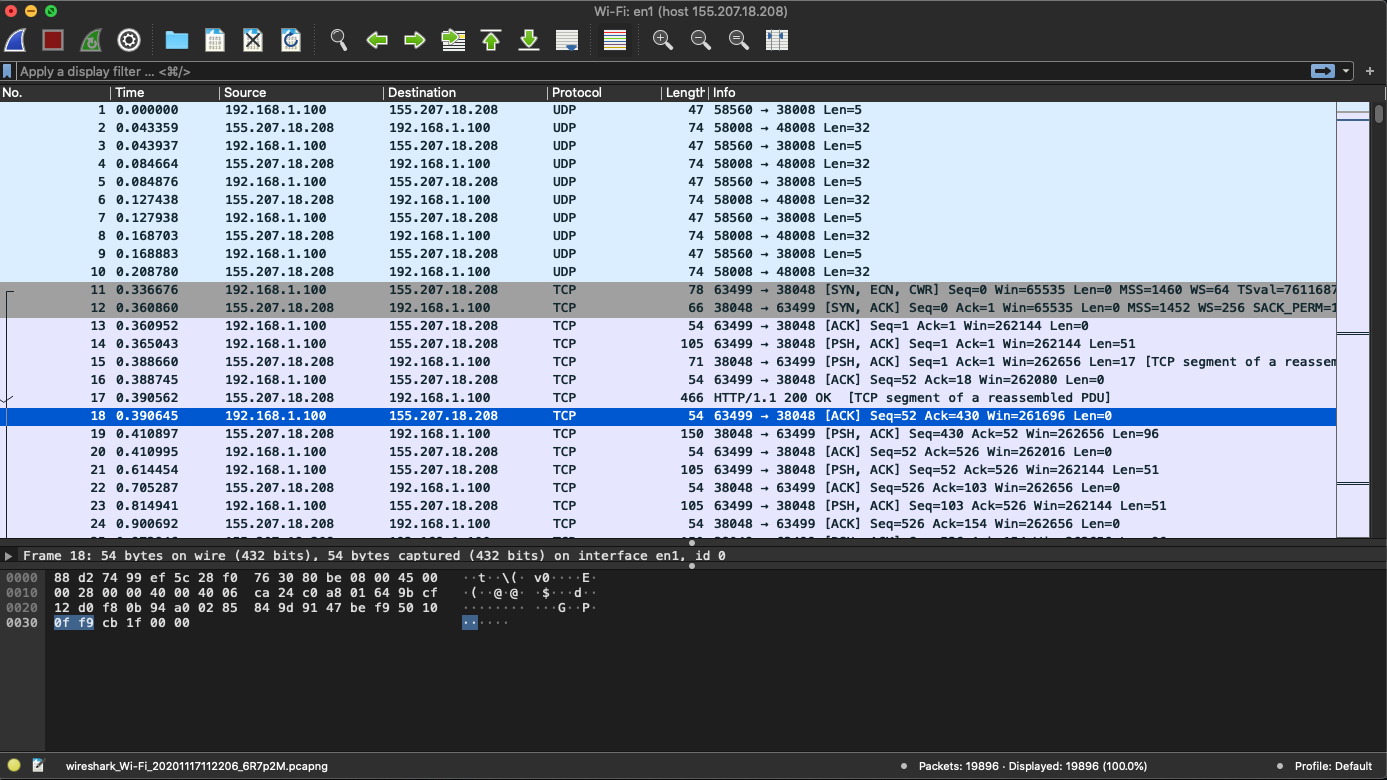 Wi-Fi: en1 (host 155.207.18.208)
Apply a display filter ... <⌘/>
No. Time Source Destination Protocol Length Info
1 0.000000 192.168.1.100 155.207.18.208 UDP 47 58560 → 38008 Len=5
2 0.043359 155.207.18.208 192.168.1.100 UDP 74 58008 → 48008 Len=32
3 0.043937 192.168.1.100 155.207.18.208 UDP 47 58560 → 38008 Len=5
4 0.084664 155.207.18.208 192.168.1.100 UDP 74 58008 → 48008 Len=32
5 0.084876 192.168.1.100 155.207.18.208 UDP 47 58560 → 38008 Len=5
6 0.127438 155.207.18.208 192.168.1.100 UDP 74 58008 → 48008 Len=32
7 0.127938 192.168.1.100 155.207.18.208 UDP 47 58560 → 38008 Len=5
8 0.168703 155.207.18.208 192.168.1.100 UDP 74 58008 → 48008 Len=32
9 0.168883 192.168.1.100 155.207.18.208 UDP 47 58560 → 38008 Len=5
10 0.208780 155.207.18.208 192.168.1.100 UDP 74 58008 → 48008 Len=32
11 0.336676 192.168.1.100 155.207.18.208 TCP 78 63499 → 38048 [SYN, ECN, CWR] Seq=0 Win=65535 Len=0 MSS=1460 WS=64 TSval=7611687
12 0.360860 155.207.18.208 192.168.1.100 TCP 66 38048 → 63499 [SYN, ACK] Seq=0 Ack=1 Win=65535 Len=0 MSS=1452 WS=256 SACK_PERM=1
13 0.360952 192.168.1.100 155.207.18.208 TCP 54 63499 → 38048 [ACK] Seq=1 Ack=1 Win=262144 Len=0
14 0.365043 192.168.1.100 155.207.18.208 TCP 105 63499 → 38048 [PSH, ACK] Seq=1 Ack=1 Win=262144 Len=51
15 0.388660 155.207.18.208 192.168.1.100 TCP 71 38048 → 63499 [PSH, ACK] Seq=1 Ack=1 Win=262656 Len=17 [TCP segment of a reassem
16 0.388745 192.168.1.100 155.207.18.208 TCP 54 63499 → 38048 [ACK] Seq=52 Ack=18 Win=262080 Len=0
17 0.390562 155.207.18.208 192.168.1.100 TCP 466 HTTP/1.1 200 OK [TCP segment of a reassembled PDU]
18 0.390645 192.168.1.100 155.207.18.208 TCP 54 63499 → 38048 [ACK] Seq=52 Ack=430 Win=261696 Len=0
19 0.410897 155.207.18.208 192.168.1.100 TCP 150 38048 → 63499 [PSH, ACK] Seq=430 Ack=52 Win=262656 Len=96
20 0.410995 192.168.1.100 155.207.18.208 TCP 54 63499 → 38048 [ACK] Seq=52 Ack=526 Win=262016 Len=0
21 0.614454 192.168.1.100 155.207.18.208 TCP 105 63499 → 38048 [PSH, ACK] Seq=52 Ack=526 Win=262144 Len=51
22 0.705287 155.207.18.208 192.168.1.100 TCP 54 38048 → 63499 [ACK] Seq=526 Ack=103 Win=262656 Len=0
23 0.814941 192.168.1.100 155.207.18.208 TCP 105 63499 → 38048 [PSH, ACK] Seq=103 Ack=526 Win=262144 Len=51
24 0.900692 155.207.18.208 192.168.1.100 TCP 54 38048 → 63499 [ACK] Seq=526 Ack=154 Win=262656 Len=0
Frame 18: 54 bytes on wire (432 bits), 54 bytes captured (432 bits) on interface en1, id 0
0000 88 d2 74 99 ef 5c 28 f0 76 30 80 be 08 00 45 00 ··t··\(· v0····E·
0010 00 28 00 00 40 00 40 06 ca 24 c0 a8 01 64 9b cf ·(··@·@· ·$···d··
0020 12 d0 f8 0b 94 a0 02 85 84 9d 91 47 be f9 50 10 ········ ···G··P·
0030 0f f9 cb 1f 00 00 ······
wireshark_Wi-Fi_20201117112206_6R7p2M.pcapng Packets: 19896 · Displayed: 19896 (100.0%) Profile: Default